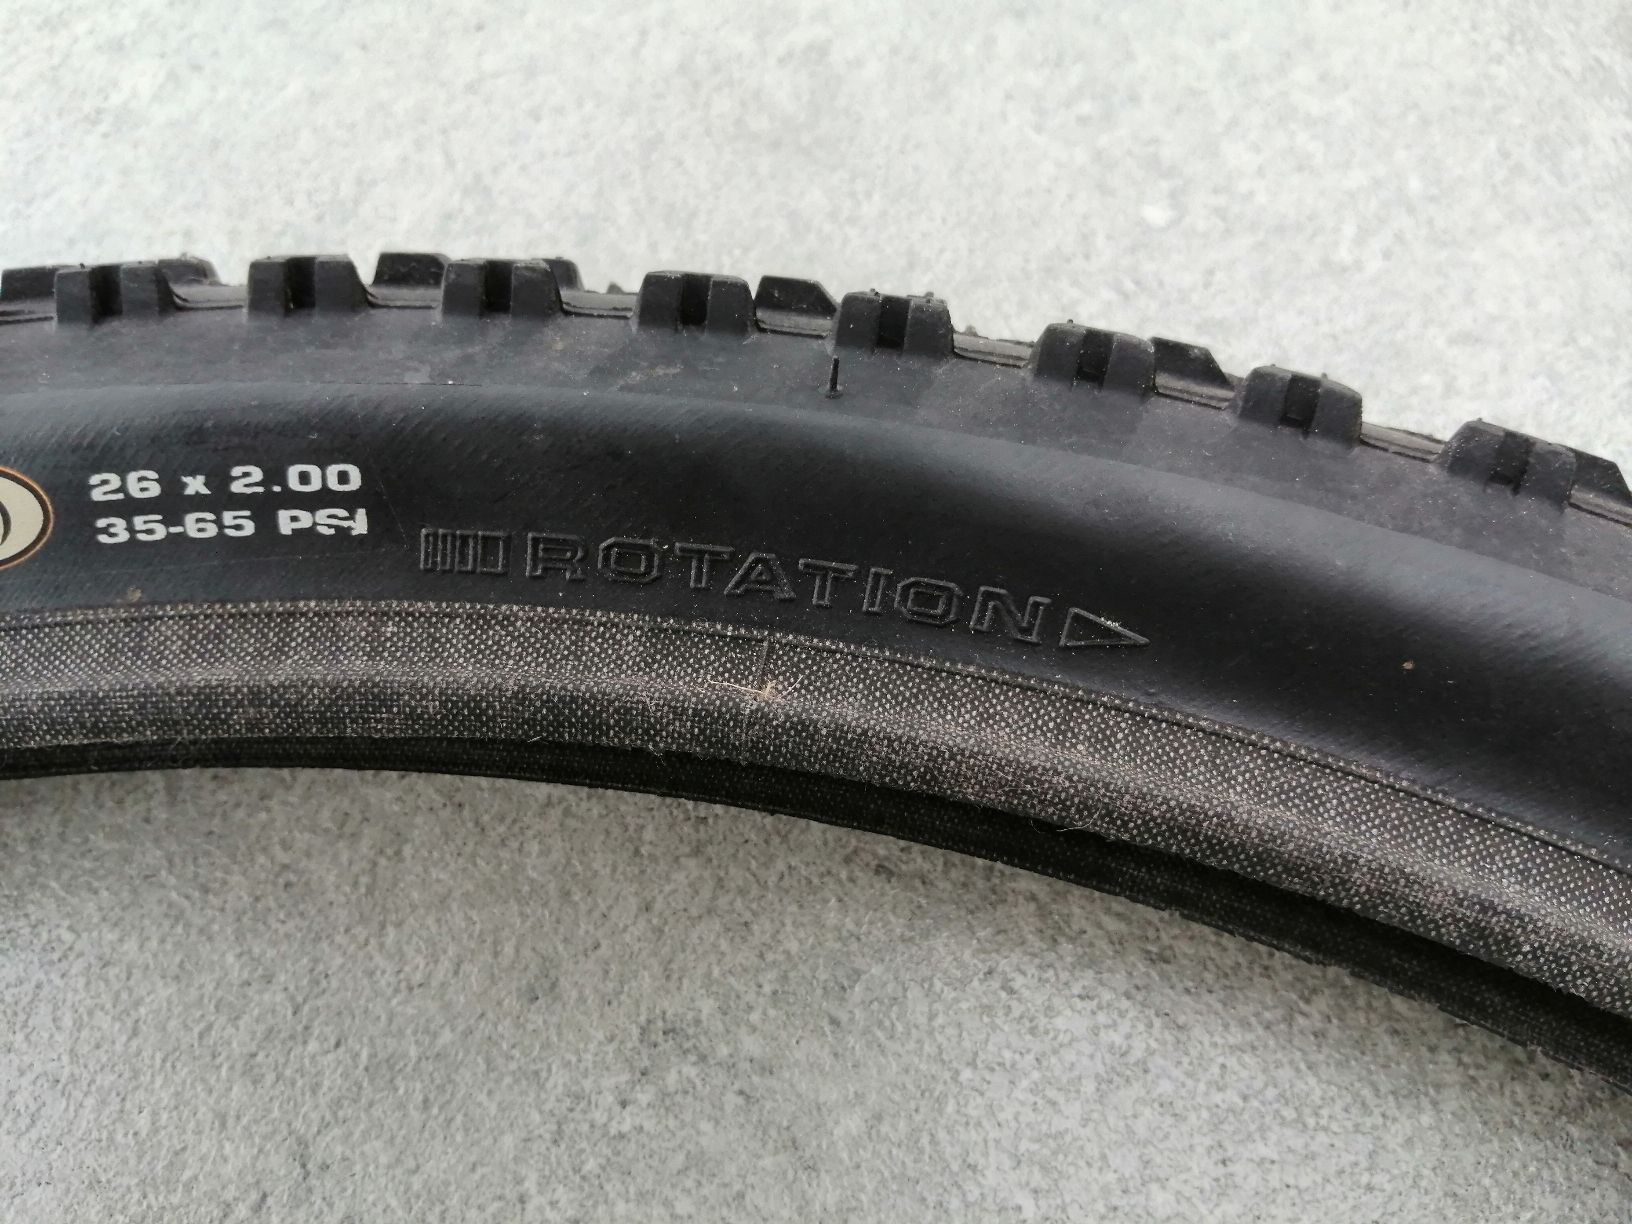 26 x 2.00
35-65 PSI
ROTATION